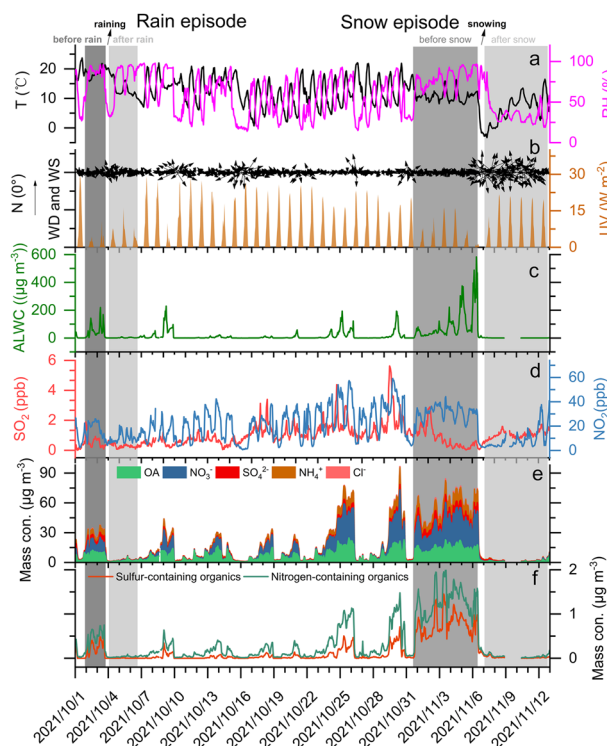 raining
Rain episode
Snow episode
snowing
before rain
after rain
before snow
after snow
a
20
10
0
T (℃)
100
50
0
RH (%)
b
N (0°)
WD and WS
30
15
0
UV (W m-2)
c
600
400
200
0
ALWC ((μg m-3)
d
6
4
2
0
SO2 (ppb)
60
40
20
0
NO2(ppb)
e
90
60
30
0
Mass con. (μg m-3)
OA
NO3-
SO42-
NH4+
Cl-
f
Sulfur-containing organics
Nitrogen-containing organics
2
1
0
Mass con. (μg m-3)
2021/10/1
2021/10/4
2021/10/7
2021/10/10
2021/10/13
2021/10/16
2021/10/19
2021/10/22
2021/10/25
2021/10/28
2021/10/31
2021/11/3
2021/11/6
2021/11/9
2021/11/12